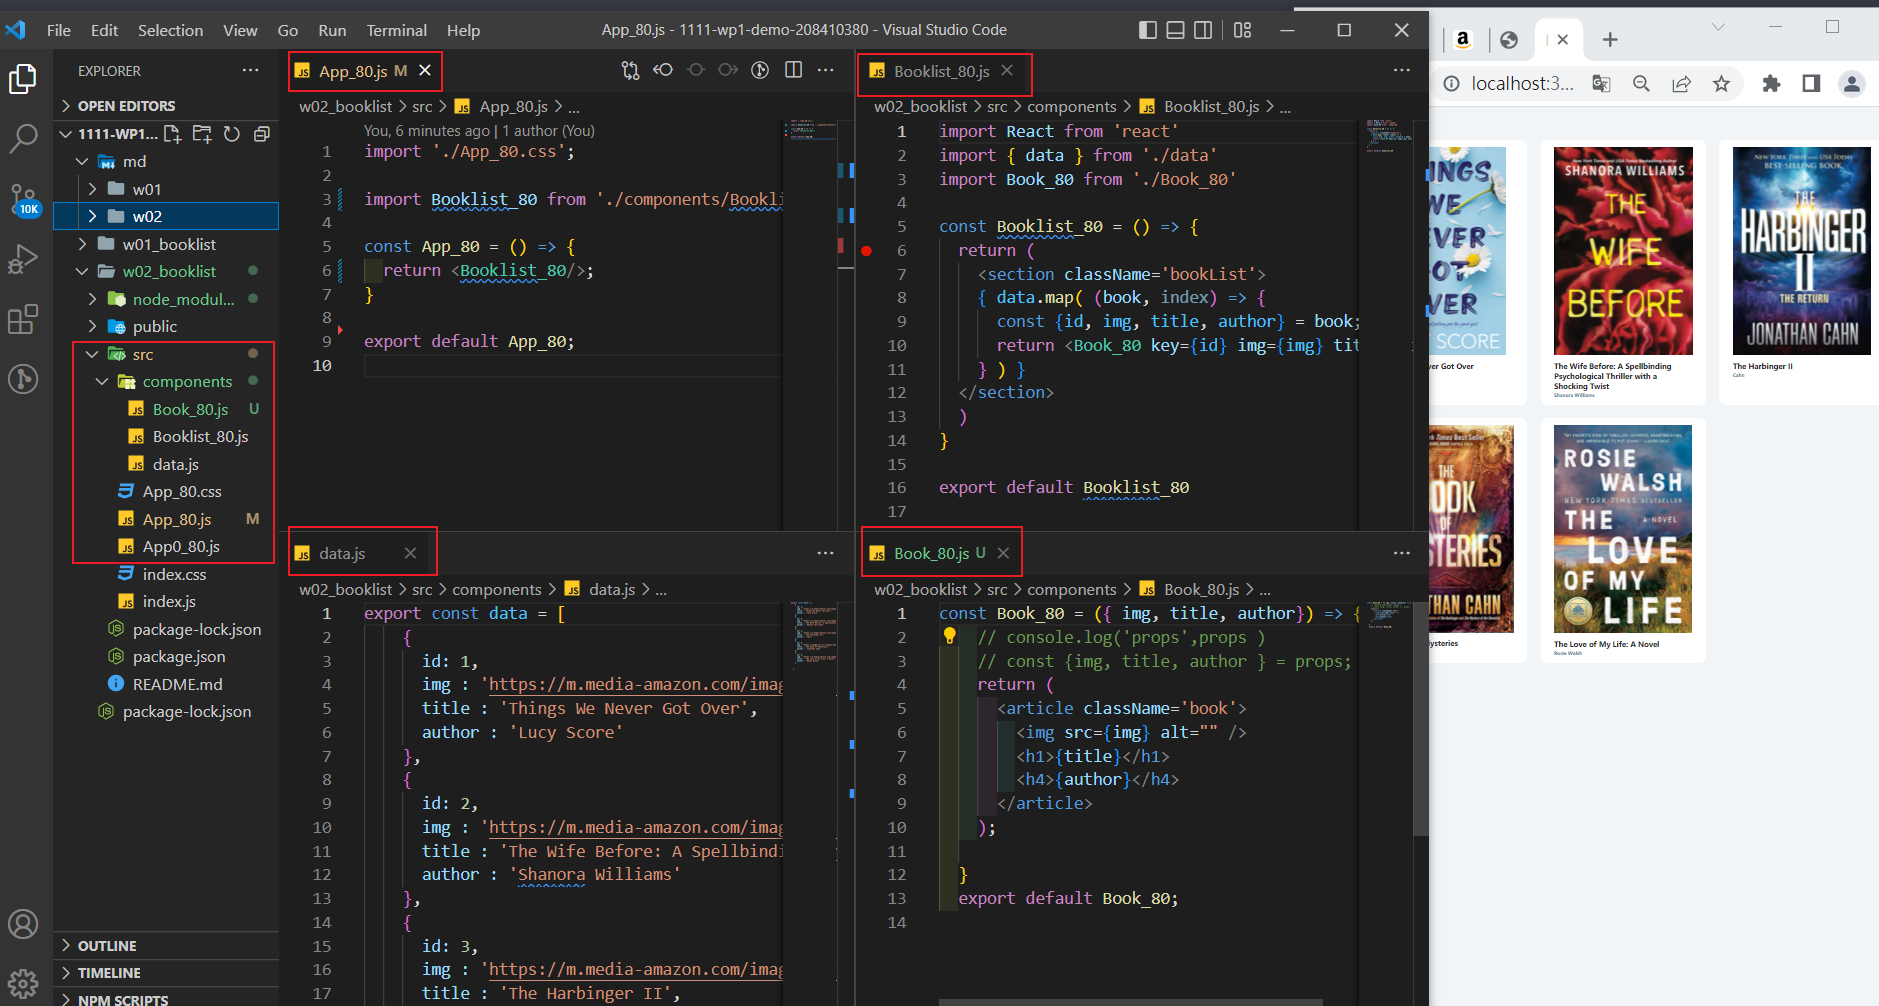 File Edit Selection View Go Run Terminal Help
App_80.js - 1111-wp1-demo-208410380 - Visual Studio Code
EXPLORER
OPEN EDITORS
1111-WP1...
md
w01
w02
w01_booklist
w02_booklist
node_modul...
public
src
components
Book_80.js U
Booklist_80.js
data.js
App_80.css
App_80.js M
App0_80.js
index.css
index.js
package-lock.json
package.json
README.md
package-lock.json
OUTLINE
TIMELINE
NPM SCRIPTS
10K
App_80.js M
w02_booklist > src > App_80.js > ...
You, 6 minutes ago | 1 author (You)
1 import './App_80.css';
2
3 import Booklist_80 from './components/Bookli
4
5 const App_80 = () => {
6 return <Booklist_80/>;
7 }
8
9 export default App_80;
10
Booklist_80.js
w02_booklist > src > components > Booklist_80.js > ...
1 import React from 'react'
2 import { data } from './data'
3 import Book_80 from './Book_80'
4
5 const Booklist_80 = () => {
6 return (
7 <section className='bookList'>
8 { data.map( (book, index) => {
9 const {id, img, title, author} = book;
10 return <Book_80 key={id} img={img} tit
11 } ) }
12 </section>
13 )
14 }
15
16 export default Booklist_80
17
data.js
w02_booklist > src > components > data.js > ...
1 export const data = [
2 {
3 id: 1,
4 img : 'https://m.media-amazon.com/imag
5 title : 'Things We Never Got Over',
6 author : 'Lucy Score'
7 },
8 {
9 id: 2,
10 img : 'https://m.media-amazon.com/imag
11 title : 'The Wife Before: A Spellbindi
12 author : 'Shanora Williams'
13 },
14 {
15 id: 3,
16 img : 'https://m.media-amazon.com/imag
17 title : 'The Harbinger II',
Book_80.js U
w02_booklist > src > components > Book_80.js > ...
1 const Book_80 = ({ img, title, author}) => {
2 // console.log('props',props )
3 // const {img, title, author } = props;
4 return (
5 <article className='book'>
6 <img src={img} alt="" />
7 <h1>{title}</h1>
8 <h4>{author}</h4>
9 </article>
10 );
11
12 }
13 export default Book_80;
14
localhost:3...
INGS
WE
EVER
GOT
OVER
SCORE
ver Got Over
SHANORA WILLIAMS
THE
WIFE
BEFORE
The Wife Before: A Spellbinding
Psychological Thriller with a
Shocking Twist
Shanora Williams
NEW YORK TIMES AND USA TODAY
BEST-SELLING BOOK
THE
HARBINGER
II
THE RETURN
JONATHAN CAHN
The Harbinger II
Cahn
THE
BOOK
OF
STERIES
THAN CAHN
lysteries
ROSIE
WALSH
NEW YORK TIMES BESTSELLER
A NOVEL
THE
LOVE
OF MY
LIFE
The Love of My Life: A Novel
Rosie Walsh